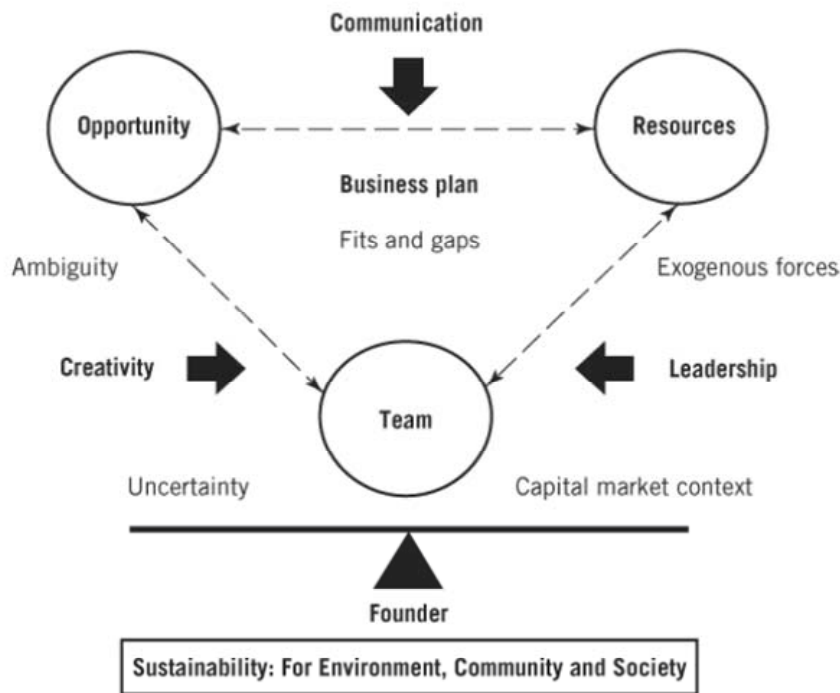 Communication
Opportunity
Resources
Business plan
Fits and gaps
Ambiguity
Exogenous forces
Creativity
Leadership
Team
Uncertainty
Capital market context
Founder
Sustainability: For Environment, Community and Society